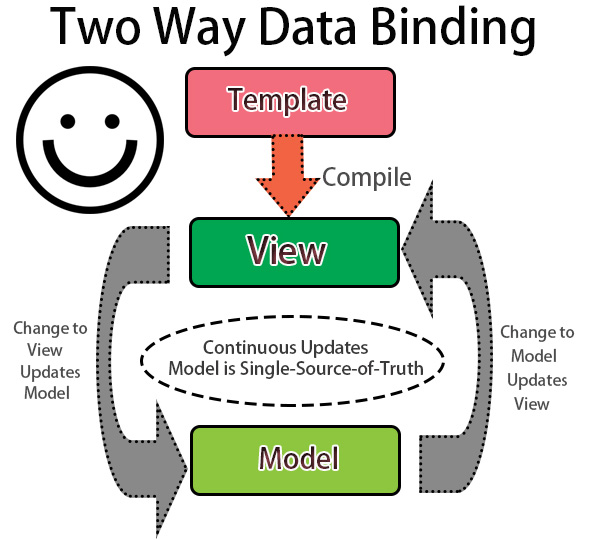 Two Way Data Binding
Template
Compile
View
Change to
View
Updates
Model
Continuous Updates
Model is Single-Source-of-Truth
Change to
Model
Updates
View
Model